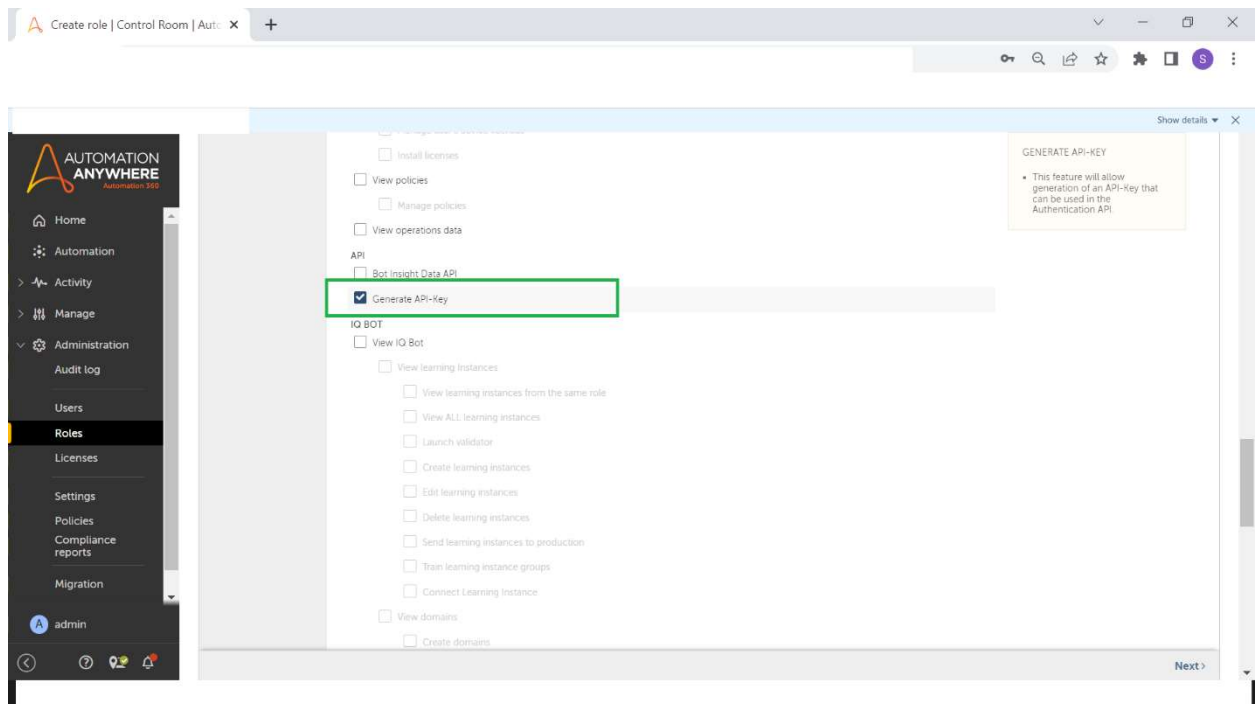 Create role | Control Room | Auto
S
Show details
AUTOMATION
ANYWHERE
Automation 360
Home
Automation
Activity
Manage
Administration
Audit log
Users
Roles
Licenses
Settings
Policies
Compliance
reports
Migration
A admin
Install licenses
View policies
Manage policies
View operations data
API
Bot Insight Data API
Generate API-Key
IQ BOT
View IQ Bot
View learning Instances
View learning instances from the same role
View ALL learning instances
Launch validator
Create learning instances
Edit learning instances
Delete learning instances
Send learning instances to production
Train learning instance groups
Connect Learning Instance
View domains
Create domains
GENERATE API-KEY
• This feature will allow
generation of an API-Key that
can be used in the
Authentication API.
Next >